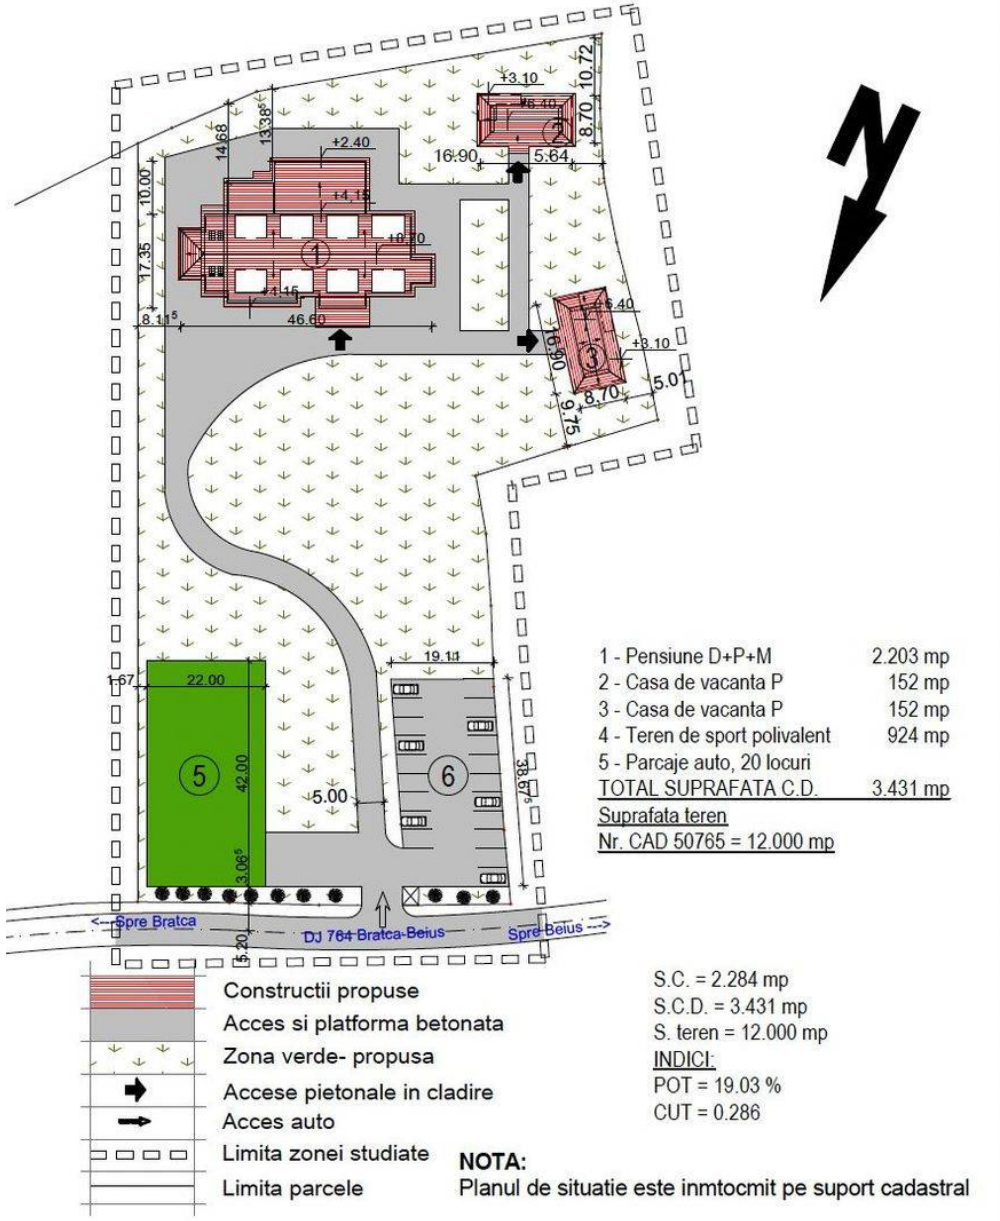 +3.10
10.72
+6.40
2
8.70
14.68
13.38⁵
+2.40
16.90
5.64
10.00
+4.15
17.35
1
+8.70
+4.15
8.11⁵
46.60
+6.40
16.90
3
+3.10
8.70
5.01
9.75
N
19.11
1.67
22.00
5
42.00
5.00
6
38.67⁵
3.06⁵
1 - Pensiune D+P+M 2.203 mp
2 - Casa de vacanta P 152 mp
3 - Casa de vacanta P 152 mp
4 - Teren de sport polivalent 924 mp
5 - Parcaje auto, 20 locuri
TOTAL SUPRAFATA C.D. 3.431 mp
Suprafata teren
Nr. CAD 50765 = 12.000 mp
<---Spre Bratca
DJ 764 Bratca-Beius
Spre Beius --->
5.20
Constructii propuse
Acces si platforma betonata
Zona verde- propusa
Accese pietonale in cladire
Acces auto
Limita zonei studiate
Limita parcele
S.C. = 2.284 mp
S.C.D. = 3.431 mp
S. teren = 12.000 mp
INDICI:
POT = 19.03 %
CUT = 0.286
NOTA:
Planul de situatie este inmtocmit pe suport cadastral